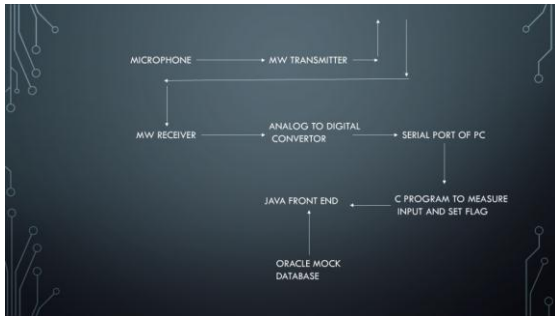 MICROPHONE
MW TRANSMITTER
MW RECEIVER
ANALOG TO DIGITAL
CONVERTOR
SERIAL PORT OF PC
JAVA FRONT END
C PROGRAM TO MEASURE
INPUT AND SET FLAG
ORACLE MOCK
DATABASE